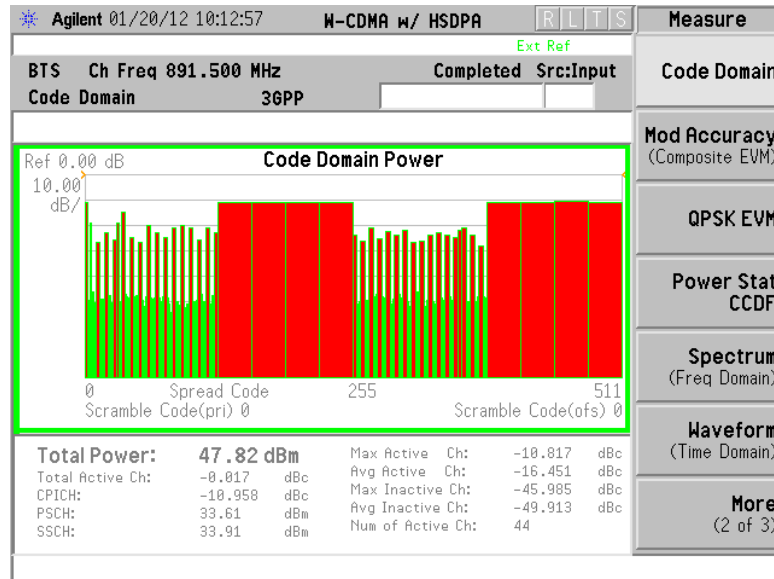 Agilent 01/20/12 10:12:57 W-CDMA w/ HSDPA R L T S Measure
Ext Ref
BTS Ch Freq 891.500 MHz Completed Src:Input
Code Domain 3GPP
Code Domain
Mod Accuracy
(Composite EVM)
QPSK EVM
Power Stat
CCDF
Spectrum
(Freq Domain)
Waveform
(Time Domain)
More
(2 of 3)
Ref 0.00 dB Code Domain Power
10.00
dB/
0 Spread Code 255 511
Scramble Code(pri) 0 Scramble Code(ofs) 0
Total Power: 47.82 dBm
Total Active Ch: -0.017 dBc
CPICH: -10.958 dBc
PSCH: 33.61 dBm
SSCH: 33.91 dBm
Max Active Ch: -10.817 dBc
Avg Active Ch: -16.451 dBc
Max Inactive Ch: -45.985 dBc
Avg Inactive Ch: -49.913 dBc
Num of Active Ch: 44